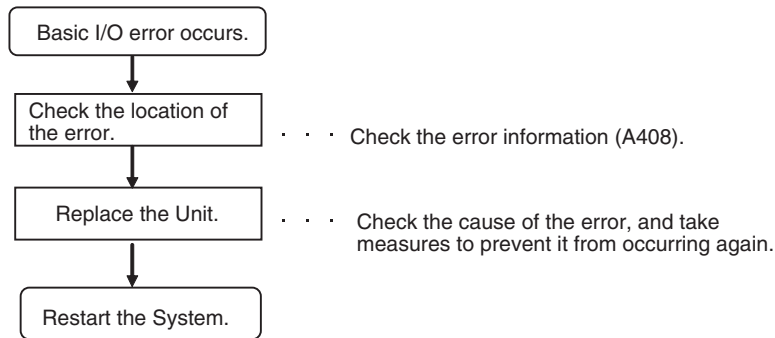 Basic I/O error occurs.
Check the location of
the error.
· · · Check the error information (A408).
Replace the Unit.
· · · Check the cause of the error, and take
measures to prevent it from occurring again.
Restart the System.